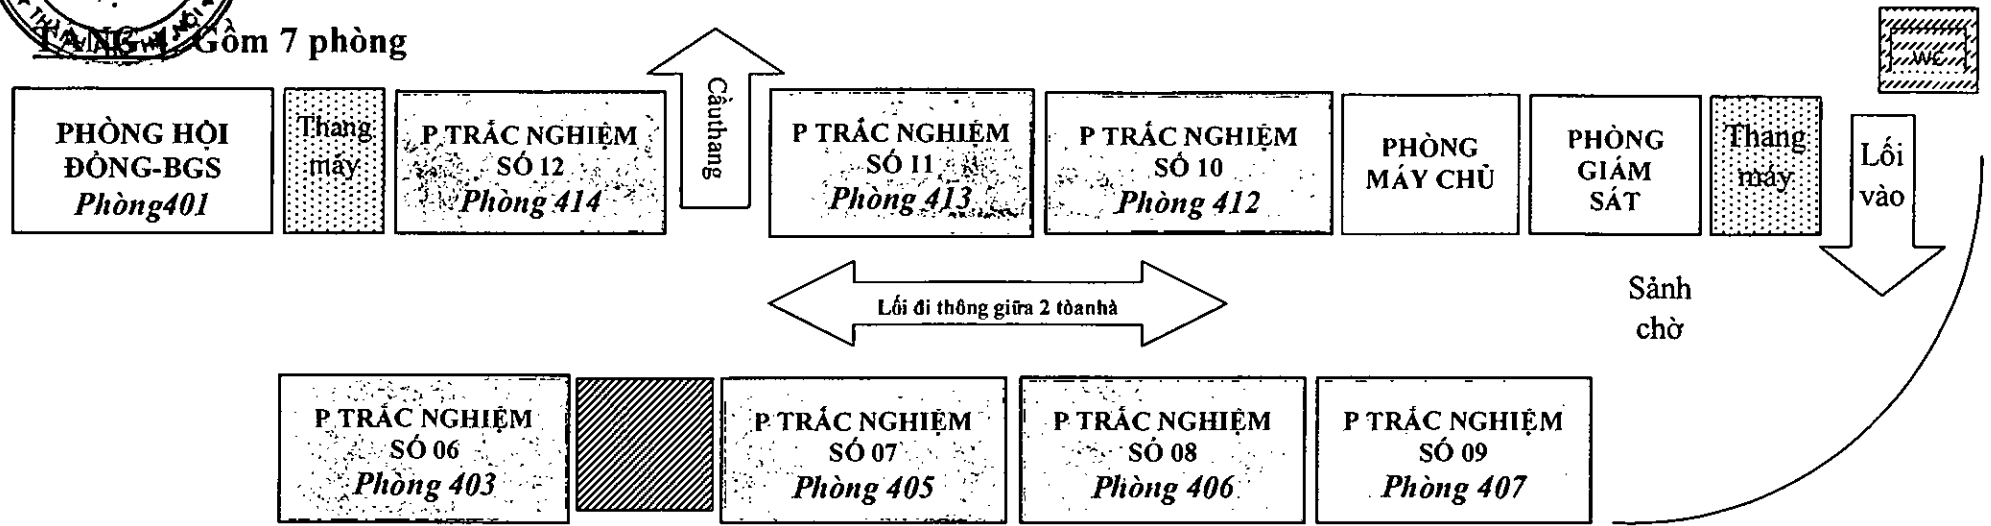 TẦNG 4. Gồm 7 phòng
WC
PHÒNG HỘI
ĐỒNG-BGS
Phòng401
Thang
máy
P TRẮC NGHIỆM
SỐ 12
Phòng 414
Cầuthang
P TRẮC NGHIỆM
SỐ 11
Phòng 413
P TRẮC NGHIỆM
SỐ 10
Phòng 412
PHÒNG
MÁY CHỦ
PHÒNG
GIÁM
SÁT
Thang
máy
Lối
vào
Lối đi thông giữa 2 tòanhà
Sảnh
chờ
P TRẮC NGHIỆM
SỐ 06
Phòng 403
P TRẮC NGHIỆM
SỐ 07
Phòng 405
P TRẮC NGHIỆM
SỐ 08
Phòng 406
P TRẮC NGHIỆM
SỐ 09
Phòng 407